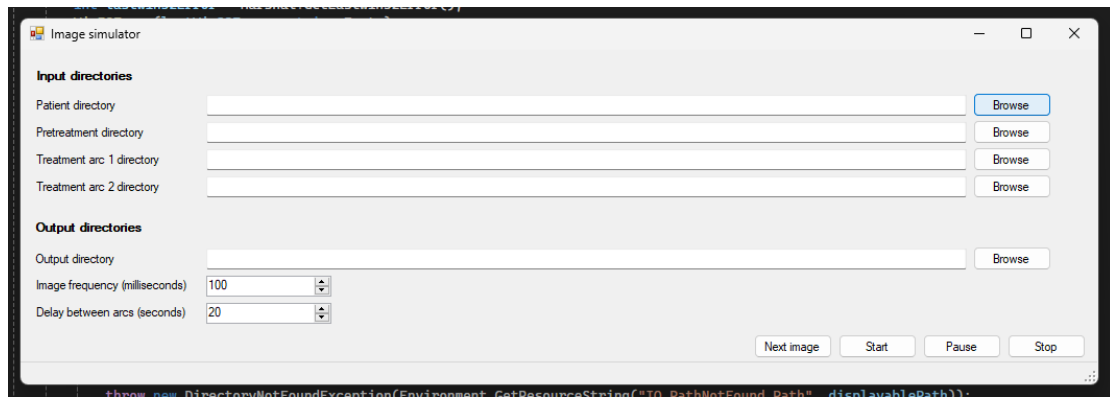 Image simulator
Input directories
Patient directory
Browse
Pretreatment directory
Browse
Treatment arc 1 directory
Browse
Treatment arc 2 directory
Browse
Output directories
Output directory
Browse
Image frequency (milliseconds)
100
Delay between arcs (seconds)
20
Next image
Start
Pause
Stop
throw new DirectoryNotFoundException(Environment.GetResourceString("IO.PathNotFound_Path", displayablePath));